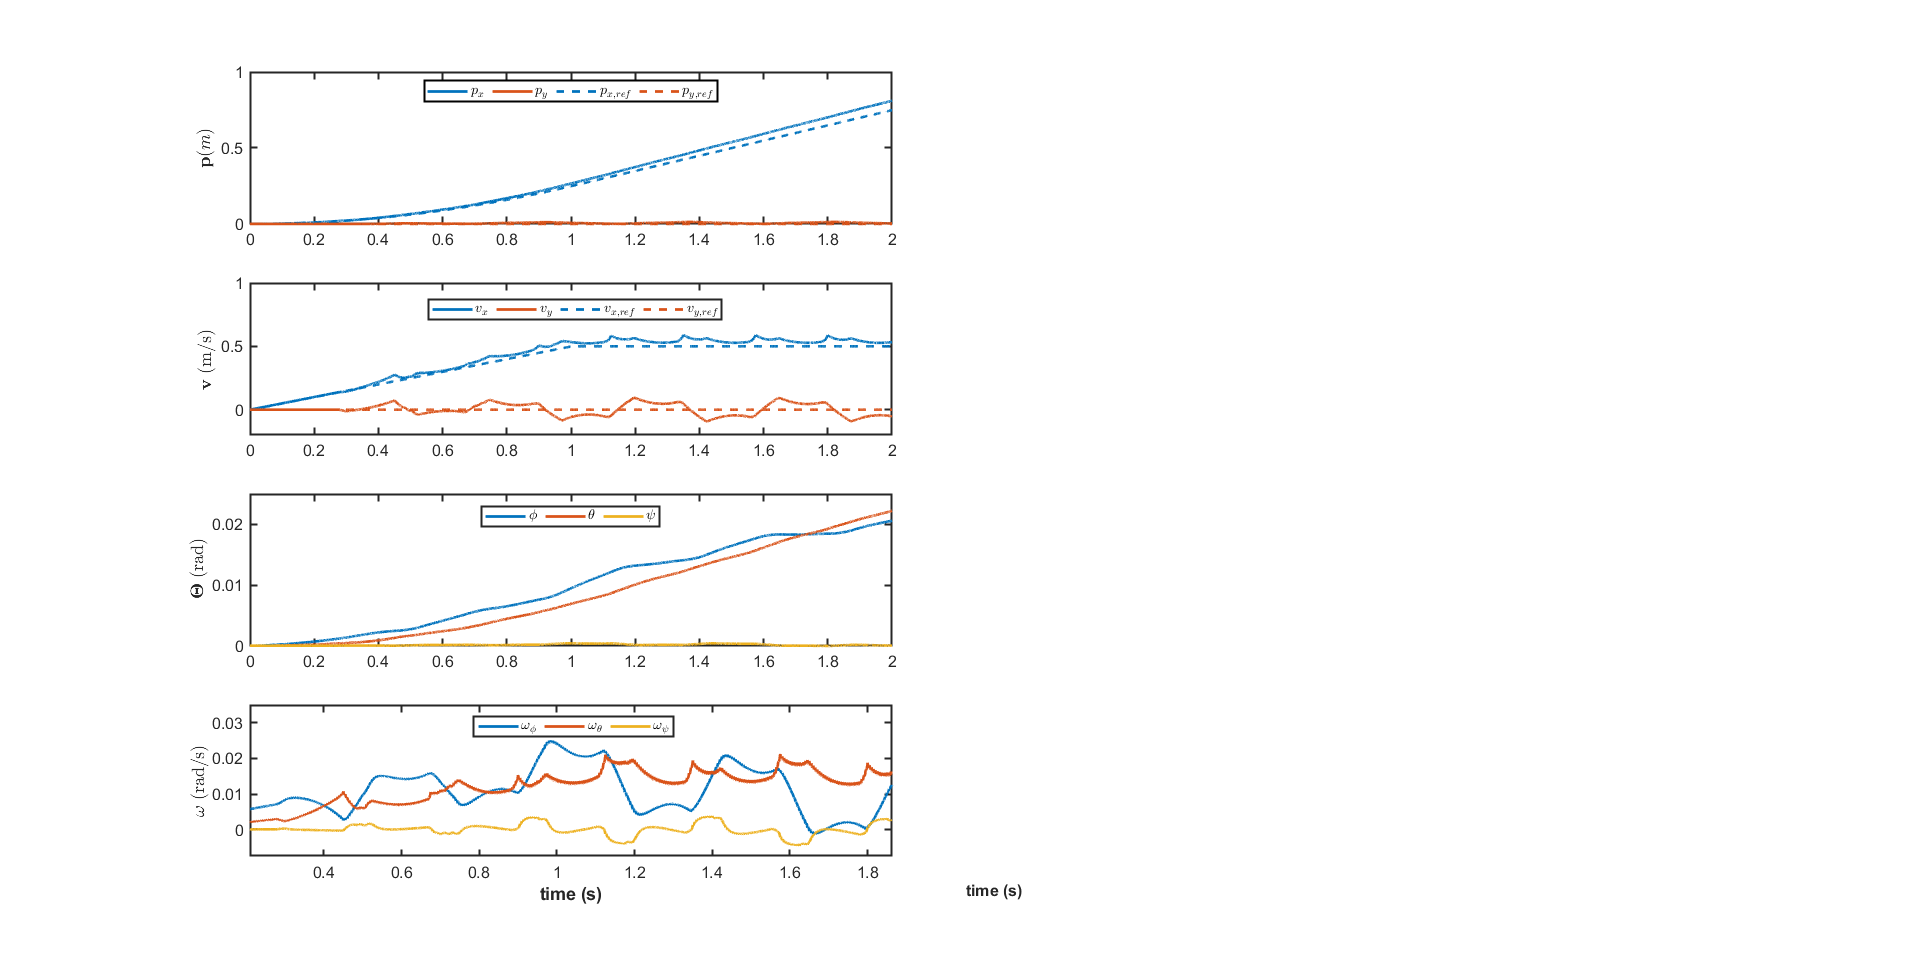 1
0.5
0
p(m)
p_x p_y p_x,ref p_y,ref
0 0.2 0.4 0.6 0.8 1 1.2 1.4 1.6 1.8 2
1
0.5
0
v (m/s)
v_x v_y v_x,ref v_y,ref
0 0.2 0.4 0.6 0.8 1 1.2 1.4 1.6 1.8 2
0.02
0.01
0
Θ (rad)
ϕ θ ψ
0 0.2 0.4 0.6 0.8 1 1.2 1.4 1.6 1.8 2
0.03
0.02
0.01
0
ω (rad/s)
ω_ϕ ω_θ ω_ψ
0.4 0.6 0.8 1 1.2 1.4 1.6 1.8
time (s)
time (s)